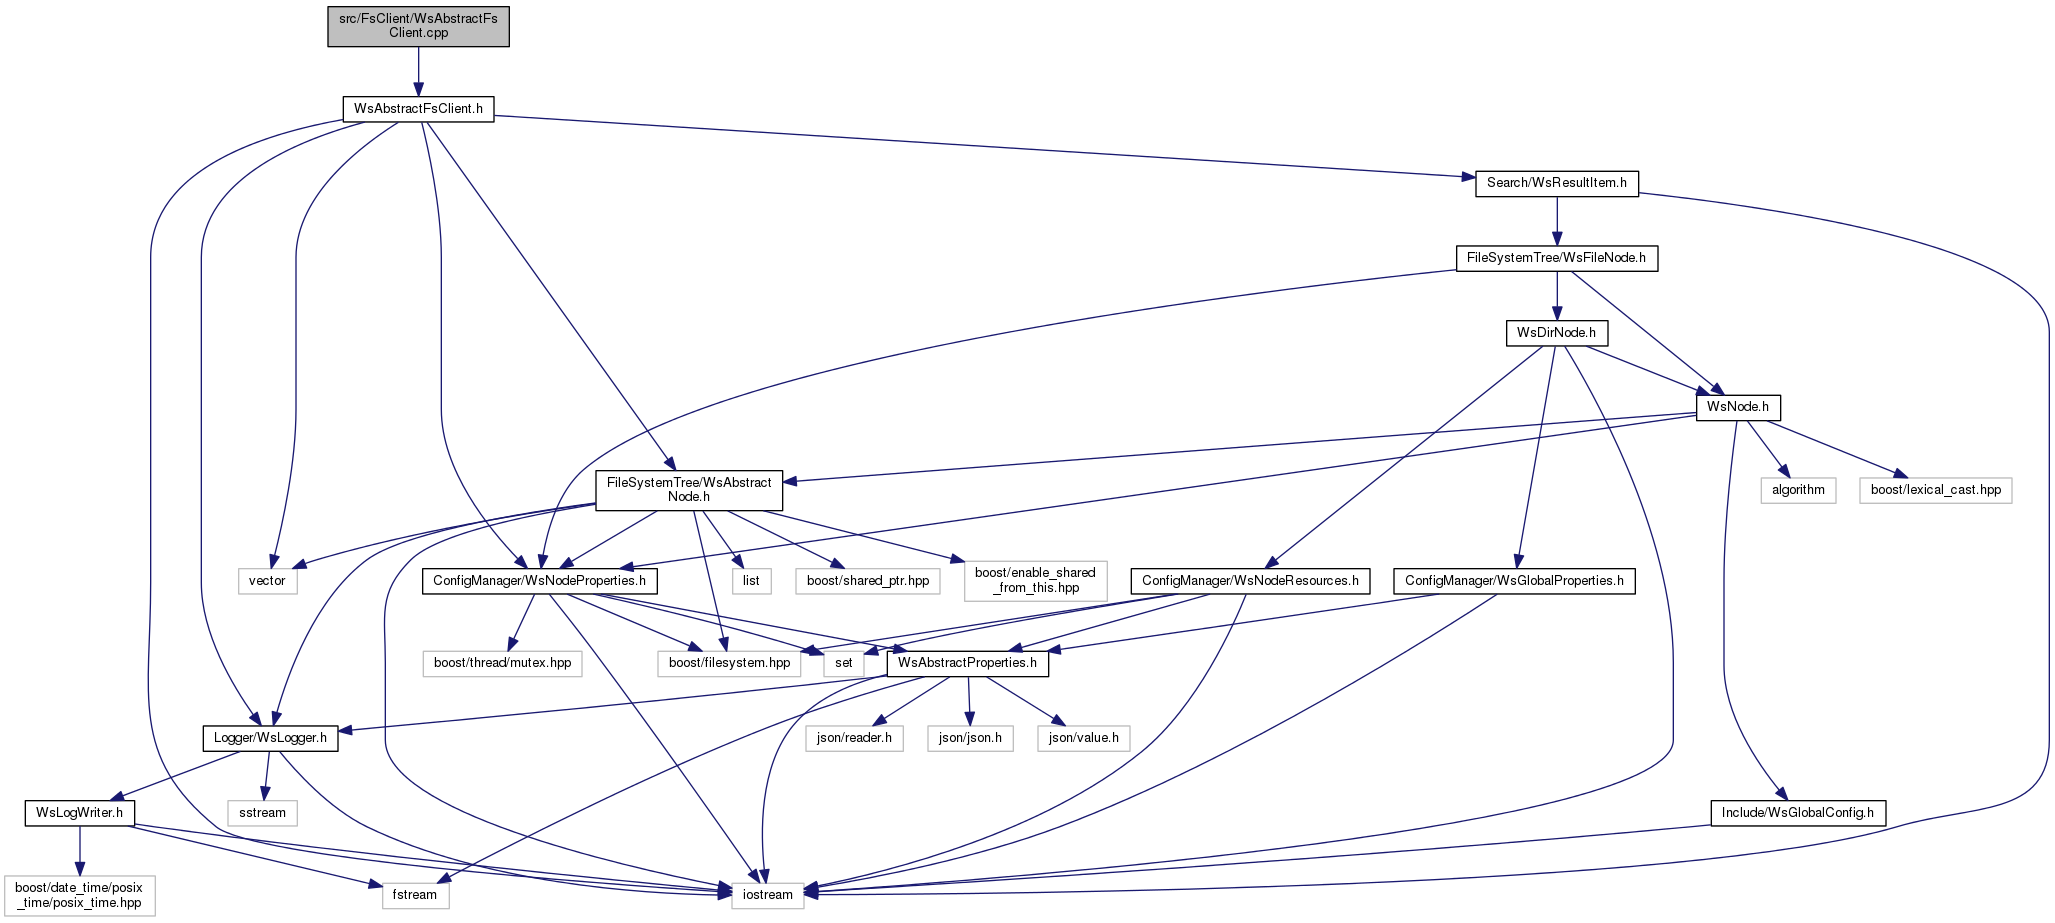 src/FsClient/WsAbstractFs
Client.cpp
WsAbstractFsClient.h
Search/WsResultItem.h
FileSystemTree/WsFileNode.h
WsDirNode.h
WsNode.h
FileSystemTree/WsAbstract
Node.h
algorithm
boost/lexical_cast.hpp
vector
ConfigManager/WsNodeProperties.h
list
boost/shared_ptr.hpp
boost/enable_shared
_from_this.hpp
ConfigManager/WsNodeResources.h
ConfigManager/WsGlobalProperties.h
boost/thread/mutex.hpp
boost/filesystem.hpp
set
WsAbstractProperties.h
Logger/WsLogger.h
json/reader.h
json/json.h
json/value.h
WsLogWriter.h
sstream
Include/WsGlobalConfig.h
boost/date_time/posix
_time/posix_time.hpp
fstream
iostream